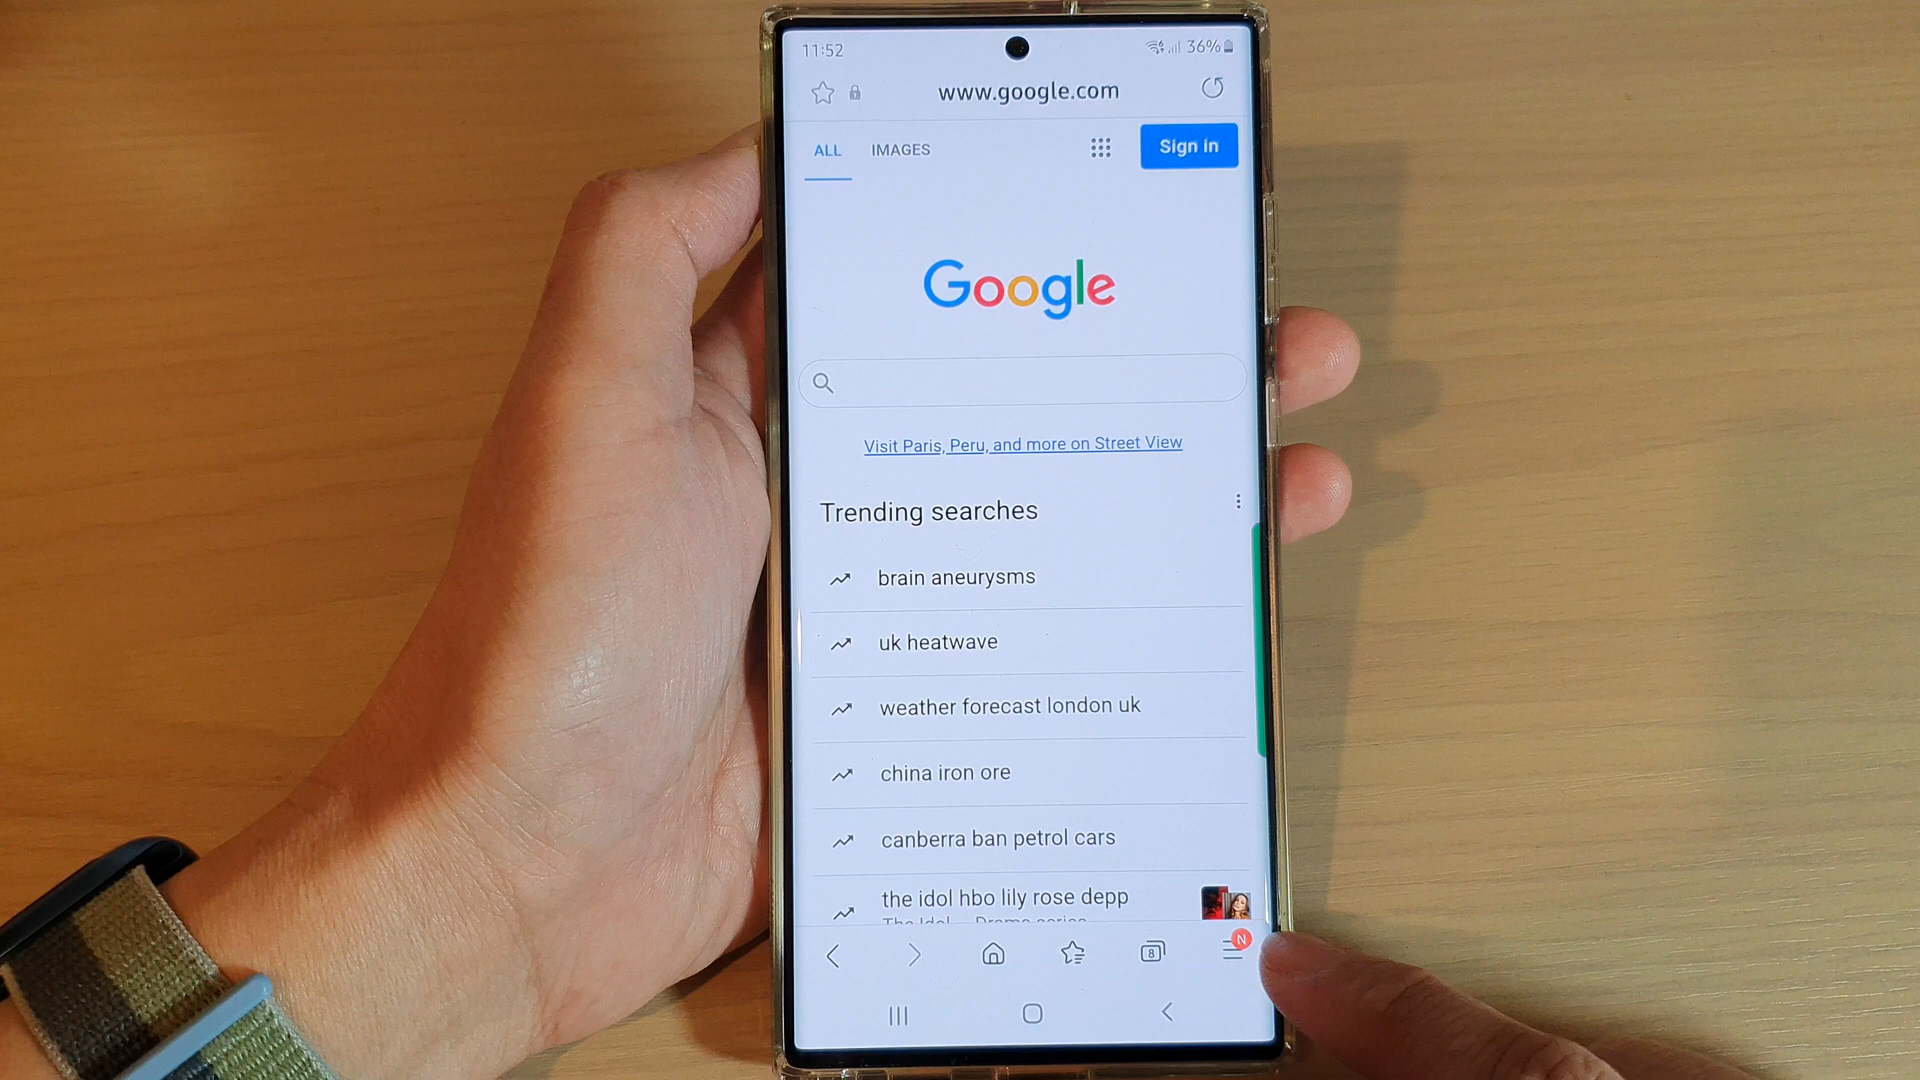 11:52 36%
www.google.com
ALL IMAGES Sign in
Google
Visit Paris, Peru, and more on Street View
Trending searches
brain aneurysms
uk heatwave
weather forecast london uk
china iron ore
canberra ban petrol cars
the idol hbo lily rose depp
The Idol — Drama series
8 N